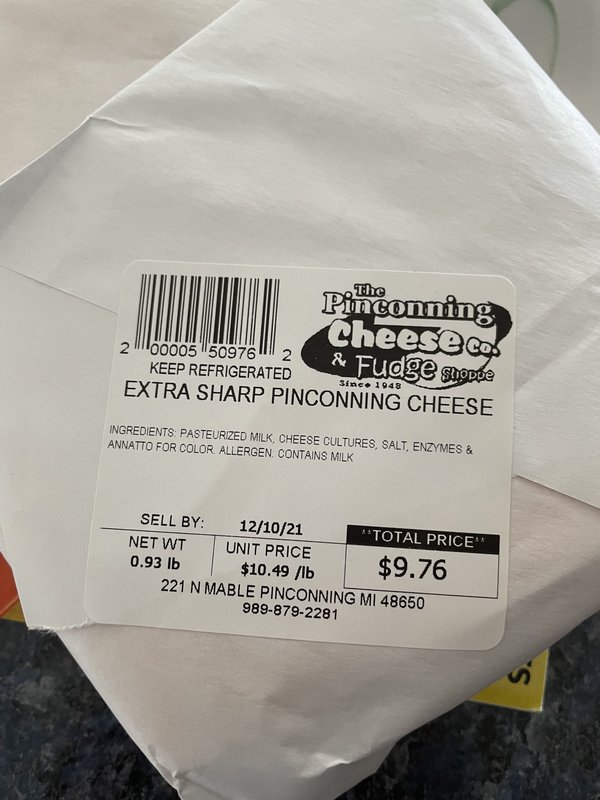 The
Pinconning
Cheese Co.
& Fudge Shoppe
Since 1948
2 00005 50976 2
KEEP REFRIGERATED
EXTRA SHARP PINCONNING CHEESE
INGREDIENTS: PASTEURIZED MILK, CHEESE CULTURES, SALT, ENZYMES &
ANNATTO FOR COLOR. ALLERGEN: CONTAINS MILK
SELL BY: 12/10/21
NET WT
0.93 lb
UNIT PRICE
$10.49 /lb
**TOTAL PRICE**
$9.76
221 N MABLE PINCONNING MI 48650
989-879-2281